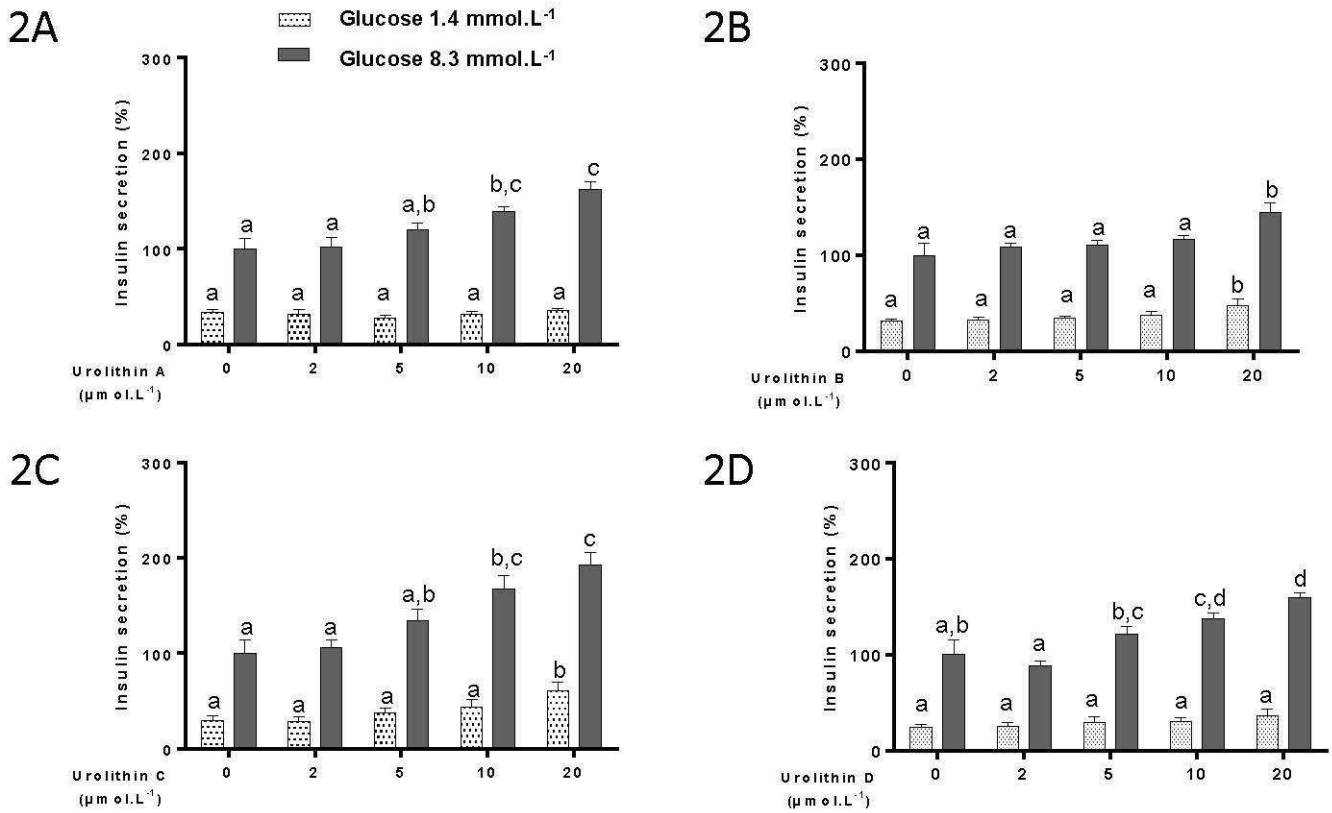 2A
Glucose 1.4 mmol.L⁻¹
Glucose 8.3 mmol.L⁻¹
300
200
100
0
Insulin secretion (%)
a
a
a
a
a
a
a,b
a
b,c
a
c
0
2
5
10
20
Urolithin A
(µmol.L⁻¹)
2B
300
200
100
0
Insulin secretion (%)
a
a
a
a
a
a
a
a
b
b
0
2
5
10
20
Urolithin B
(µmol.L⁻¹)
2C
300
200
100
0
Insulin secretion (%)
a
a
a
a
a
a,b
a
b,c
b
c
0
2
5
10
20
Urolithin C
(µmol.L⁻¹)
2D
300
200
100
0
Insulin secretion (%)
a
a,b
a
a
a
b,c
a
c,d
a
d
0
2
5
10
20
Urolithin D
(µmol.L⁻¹)